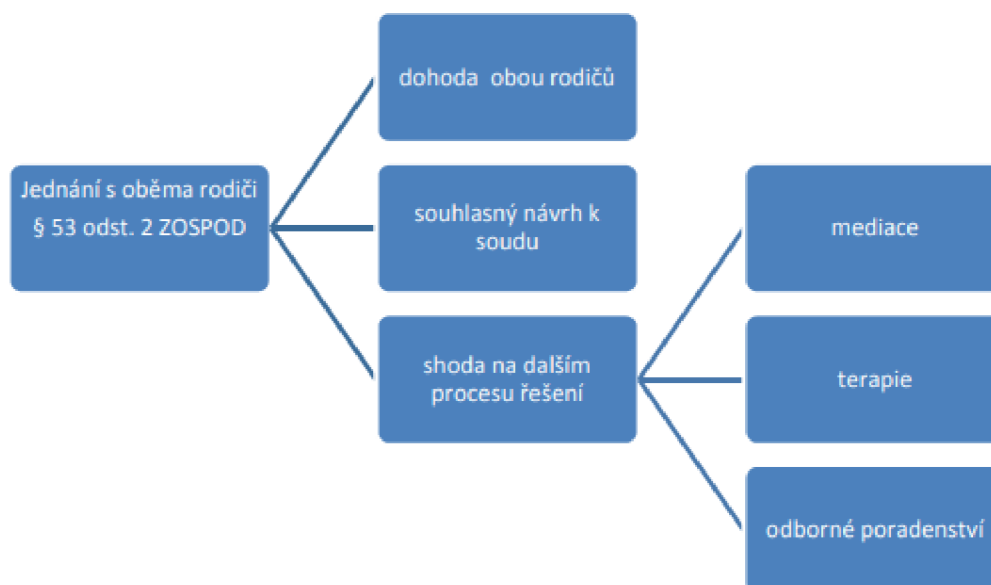 Jednání s oběma rodiči
§ 53 odst. 2 ZOSPOD
dohoda obou rodičů
souhlasný návrh k
soudu
shoda na dalším
procesu řešení
mediace
terapie
odborné poradenství